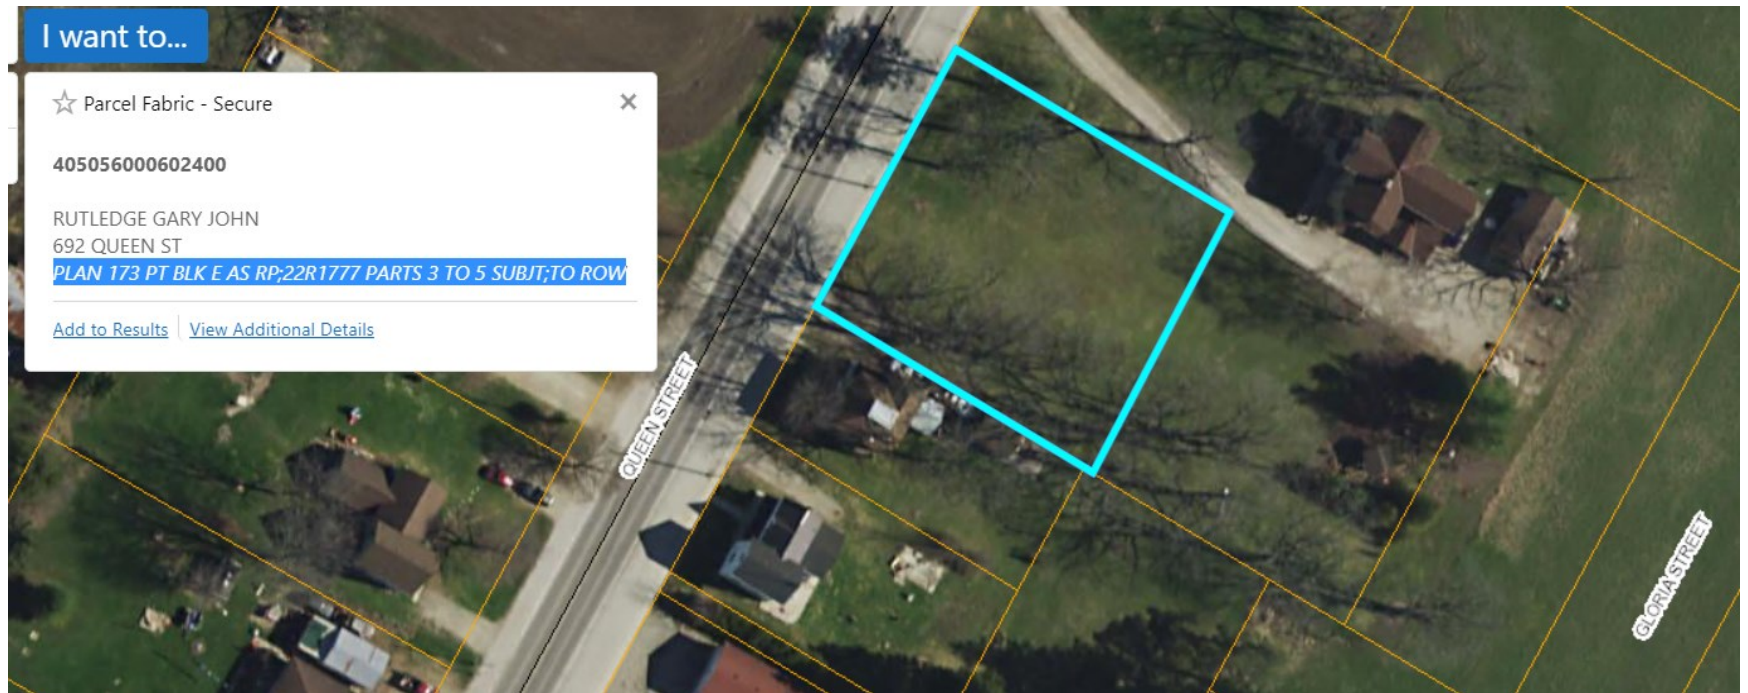 I want to...
Parcel Fabric - Secure
405056000602400
RUTLEDGE GARY JOHN
692 QUEEN ST
PLAN 173 PT BLK E AS RP;22R1777 PARTS 3 TO 5 SUBJT;TO ROW
Add to Results
View Additional Details
QUEEN STREET
GLORIA STREET